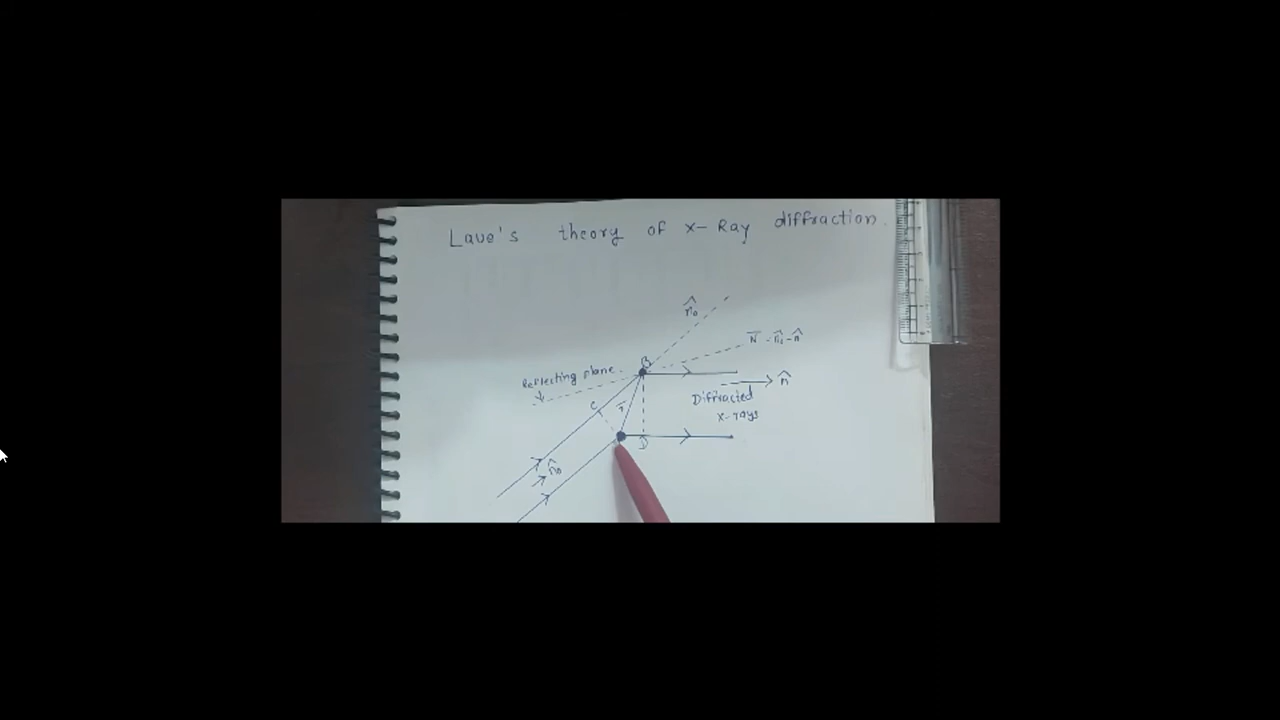 Laue's theory of x-Ray diffraction.
n̂₀
N̄ = n̂₀-n̂
B
Reflecting plane.
n̂
Diffracted
x-rays
C
r̄
D
n̂₀